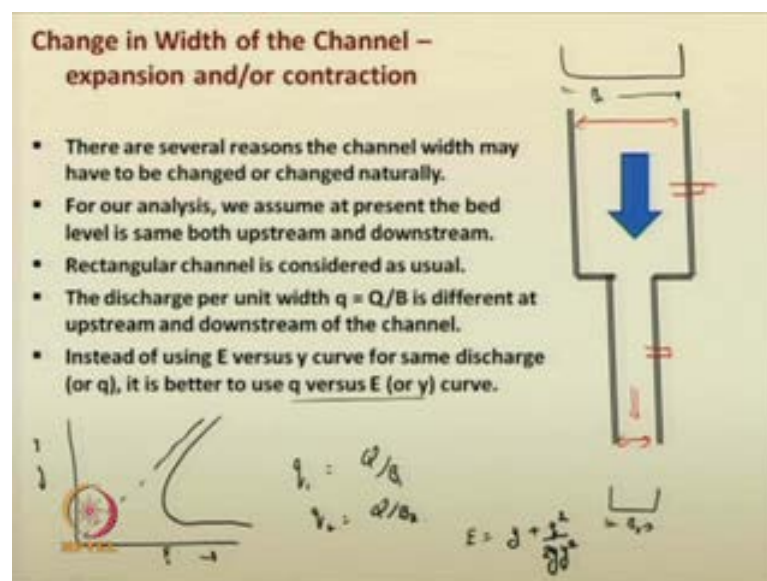 Change in Width of the Channel –
expansion and/or contraction
▪ There are several reasons the channel width may
have to be changed or changed naturally.
▪ For our analysis, we assume at present the bed
level is same both upstream and downstream.
▪ Rectangular channel is considered as usual.
▪ The discharge per unit width q = Q/B is different at
upstream and downstream of the channel.
▪ Instead of using E versus y curve for same discharge
(or q), it is better to use q versus E (or y) curve.
y
E →
q₁ = Q/B₁
q₂ = Q/B₂
E = y + q²/2gy²
B₂
NPTEL